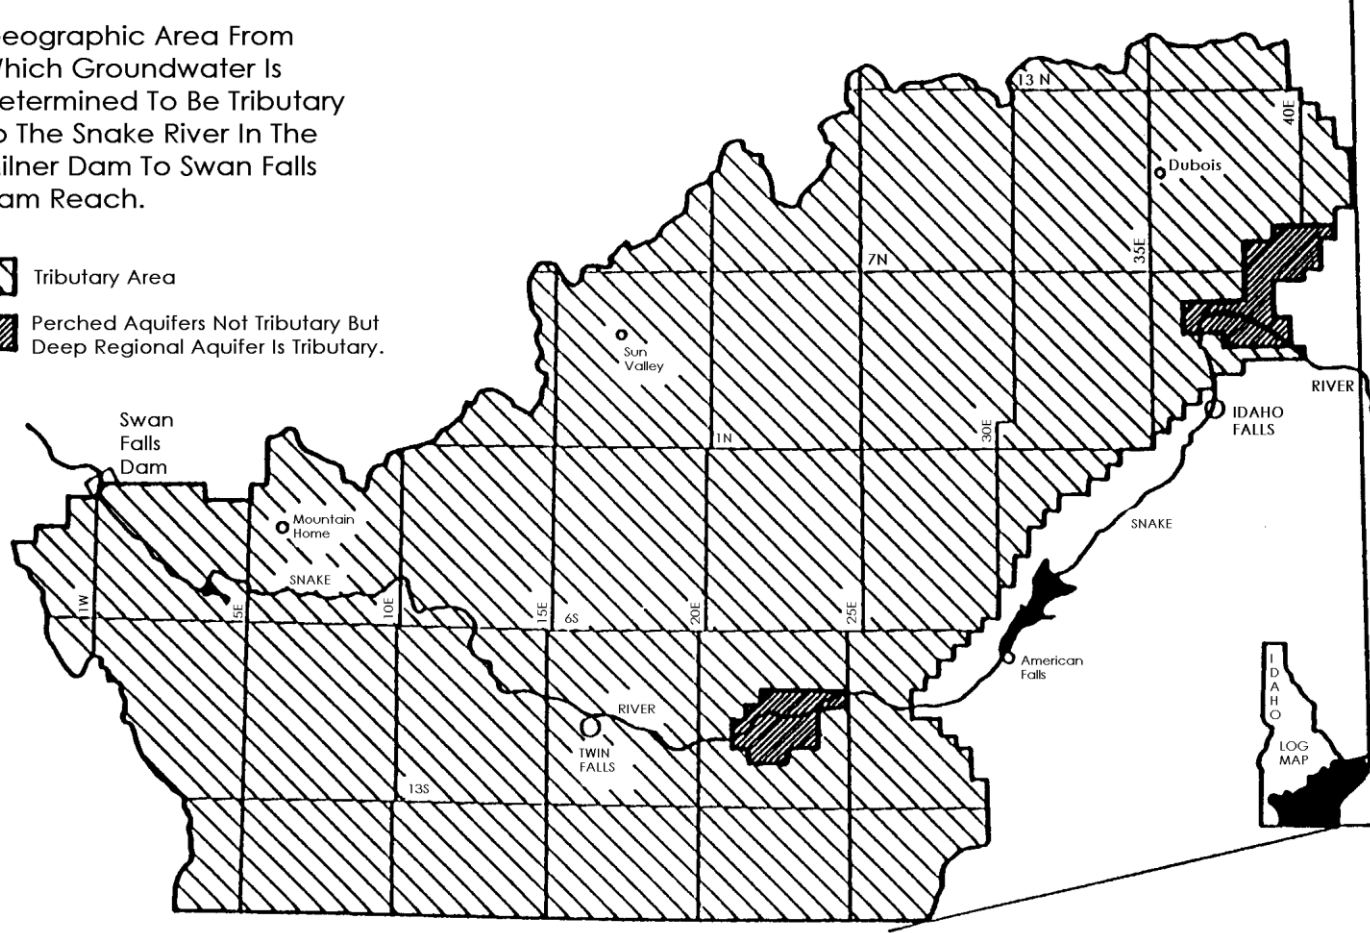 eographic Area From
hich Groundwater Is
etermined To Be Tributary
o The Snake River In The
ilner Dam To Swan Falls
am Reach.
Tributary Area
Perched Aquifers Not Tributary But
Deep Regional Aquifer Is Tributary.
13 N
40E
Dubois
35E
7N
Sun
Valley
RIVER
IDAHO
FALLS
30E
1N
Swan
Falls
Dam
Mountain
Home
SNAKE
SNAKE
1W
5E
10E
15E
6S
20E
25E
American
Falls
RIVER
TWIN
FALLS
13S
IDAHO
LOG
MAP